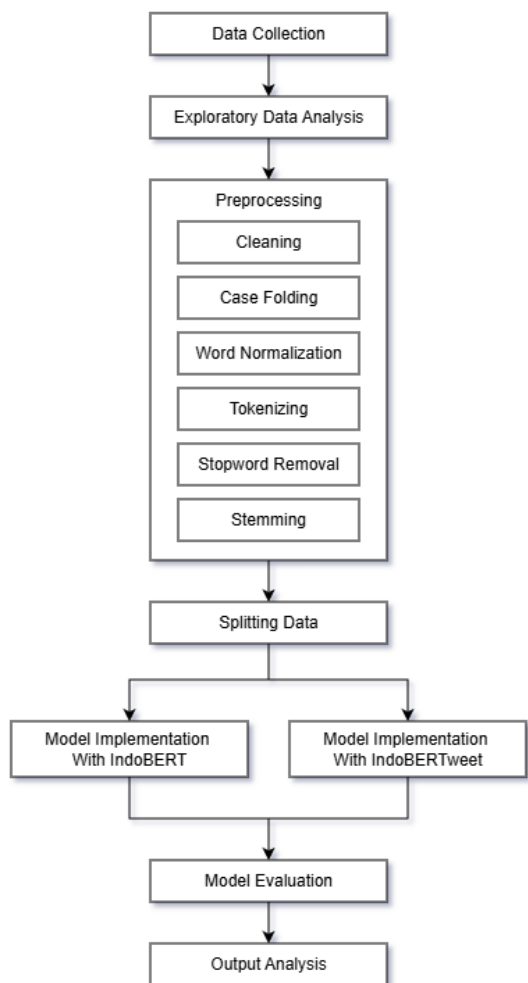 Data Collection
Exploratory Data Analysis
Preprocessing
Cleaning
Case Folding
Word Normalization
Tokenizing
Stopword Removal
Stemming
Splitting Data
Model Implementation
With IndoBERT
Model Implementation
With IndoBERTweet
Model Evaluation
Output Analysis